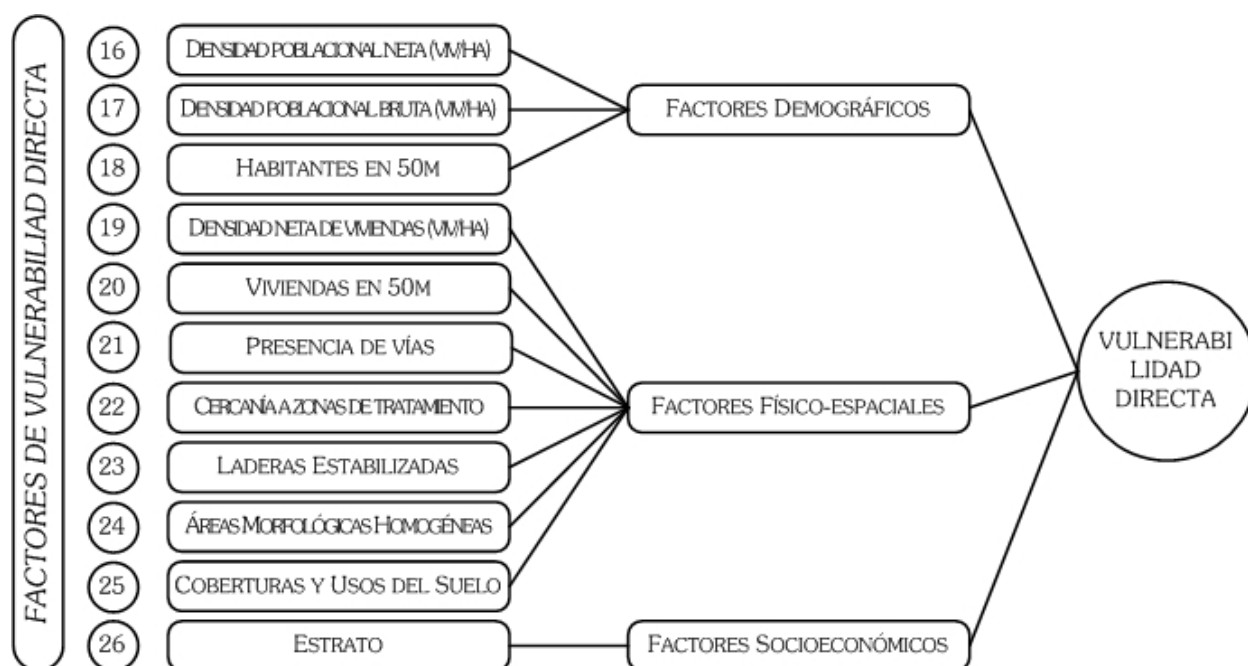 FACTORES DE VULNERABILIAD DIRECTA
16
DENSIDAD POBLACIONAL NETA (VIV/HA)
17
DENSIDAD POBLACIONAL BRUTA (VIV/HA)
FACTORES DEMOGRÁFICOS
18
HABITANTES EN 50M
19
DENSIDAD NETA DE VIVIENDAS (VIV/HA)
20
VIVIENDAS EN 50M
21
PRESENCIA DE VÍAS
22
CERCANÍA A ZONAS DE TRATAMIENTO
FACTORES FÍSICO-ESPACIALES
23
LADERAS ESTABILIZADAS
24
ÁREAS MORFOLÓGICAS HOMOGÉNEAS
25
COBERTURAS Y USOS DEL SUELO
26
ESTRATO
FACTORES SOCIOECONÓMICOS
VULNERABI
LIDAD
DIRECTA